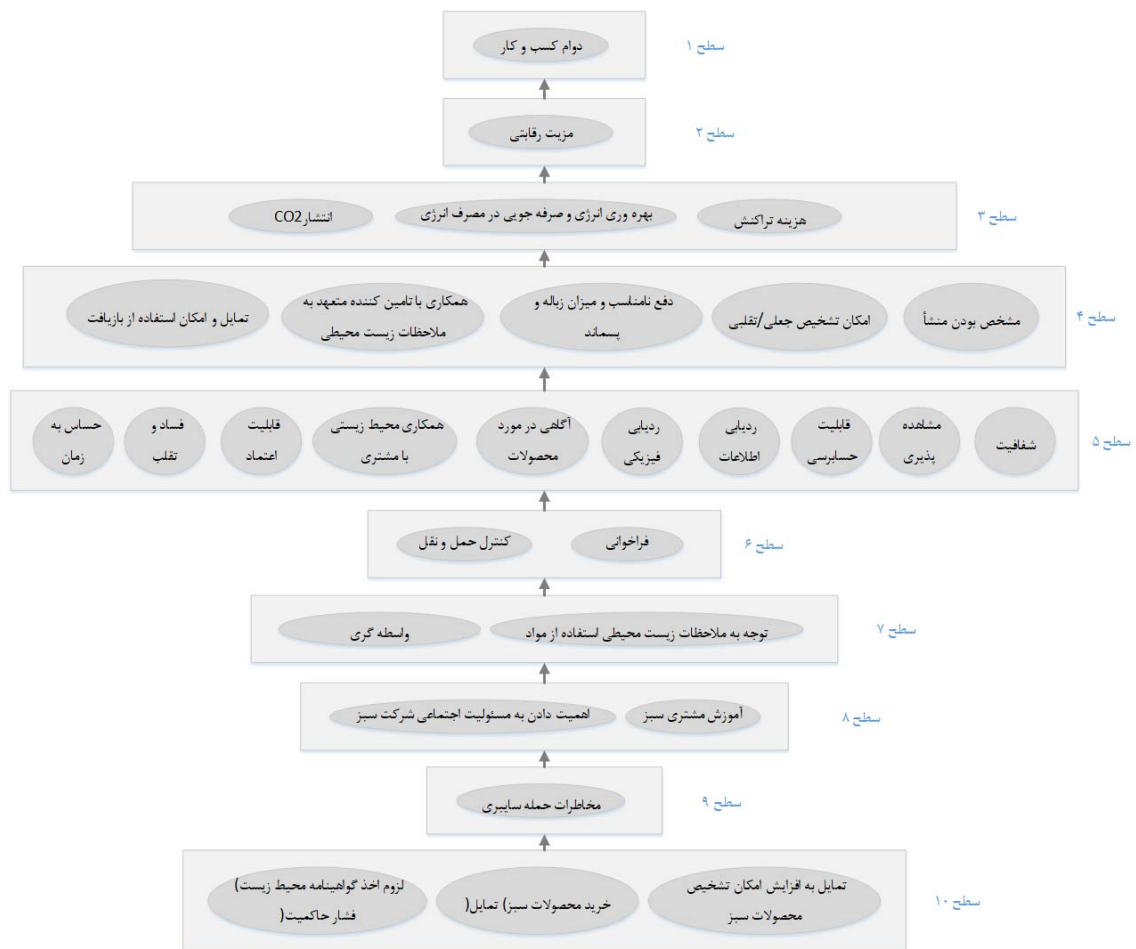 سطح ۱
دوام کسب و کار
سطح ۲
مزیت رقابتی
سطح ۳
هزینه تراکنش
بهره وری انرژی و صرفه جویی در مصرف انرژی
انتشار CO2
سطح ۴
مشخص بودن منشأ
امکان تشخیص جعلی/تقلبی
دفع نامناسب و میزان زباله و
پسماند
همکاری با تامین کننده متعهد به
ملاحظات زیست محیطی
تمایل و امکان استفاده از بازیافت
سطح ۵
شفافیت
مشاهده
پذیری
قابلیت
حسابرسی
ردیابی
اطلاعات
ردیابی
فیزیکی
آگاهی در مورد
محصولات
همکاری محیط زیستی
با مشتری
قابلیت
اعتماد
فساد و
تقلب
حساس به
زمان
سطح ۶
فراخوانی
کنترل حمل و نقل
سطح ۷
توجه به ملاحظات زیست محیطی استفاده از مواد
واسطه گری
سطح ۸
آموزش مشتری سبز
اهمیت دادن به مسئولیت اجتماعی شرکت سبز
سطح ۹
مخاطرات حمله سایبری
سطح ۱۰
تمایل به افزایش امکان تشخیص
محصولات سبز
خرید محصولات سبز) تمایل(
لزوم اخذ گواهینامه محیط زیست)
فشار حاکمیت(